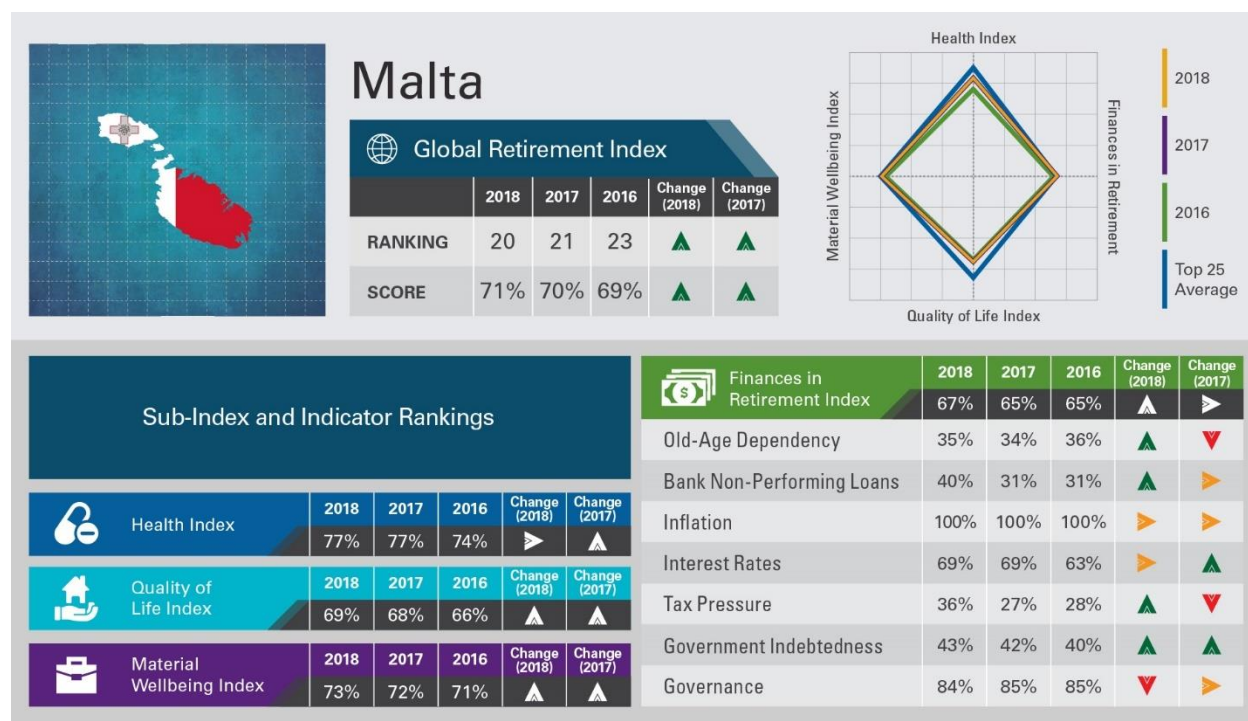 Malta
Global Retirement Index
2018 2017 2016 Change (2018) Change (2017)
RANKING 20 21 23
SCORE 71% 70% 69%
Health Index
Material Wellbeing Index
Finances in Retirement
Quality of Life Index
2018
2017
2016
Top 25
Average
Sub-Index and Indicator Rankings
Health Index
2018 2017 2016 Change (2018) Change (2017)
77% 77% 74%
Quality of
Life Index
2018 2017 2016 Change (2018) Change (2017)
69% 68% 66%
Material
Wellbeing Index
2018 2017 2016 Change (2018) Change (2017)
73% 72% 71%
Finances in
Retirement Index
2018 2017 2016 Change (2018) Change (2017)
67% 65% 65%
Old-Age Dependency 35% 34% 36%
Bank Non-Performing Loans 40% 31% 31%
Inflation 100% 100% 100%
Interest Rates 69% 69% 63%
Tax Pressure 36% 27% 28%
Government Indebtedness 43% 42% 40%
Governance 84% 85% 85%